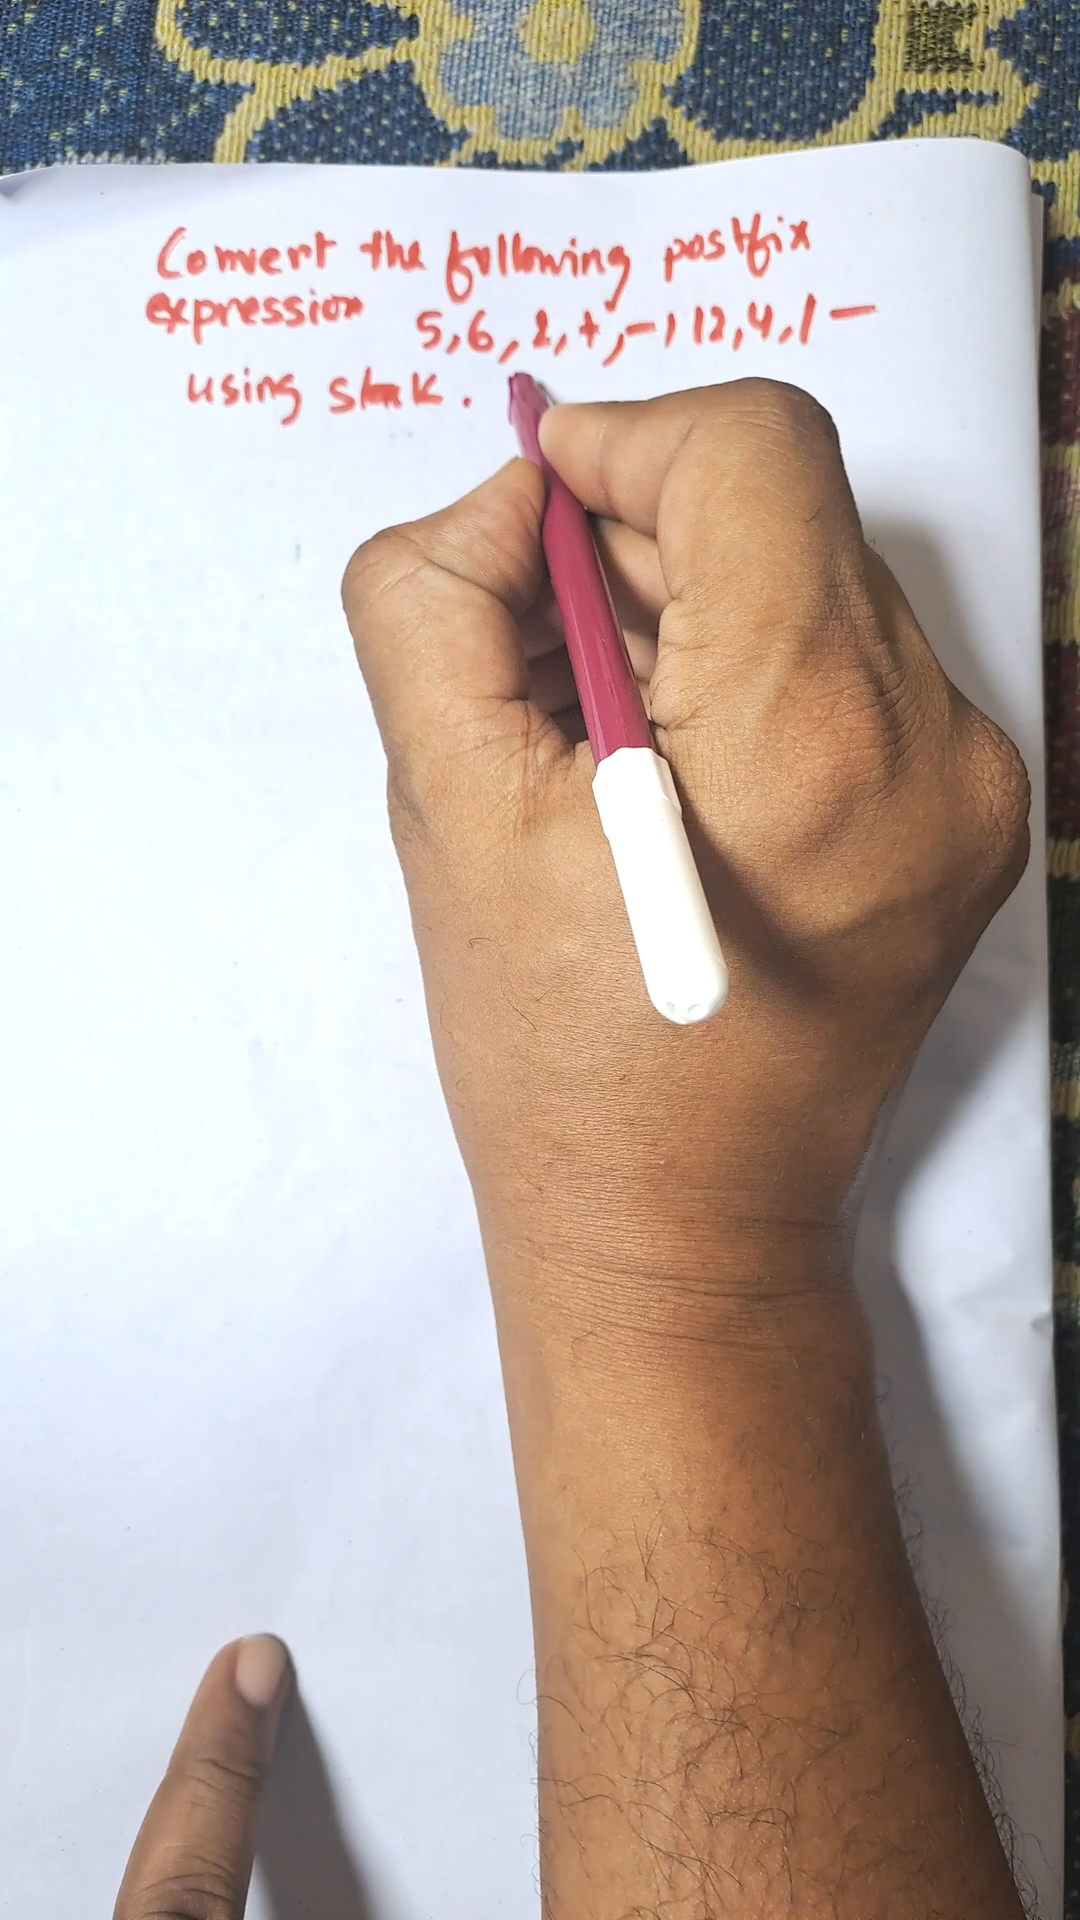 Convert the following postfix
expression 5,6,2,+,-,12,4,/-
using stack.